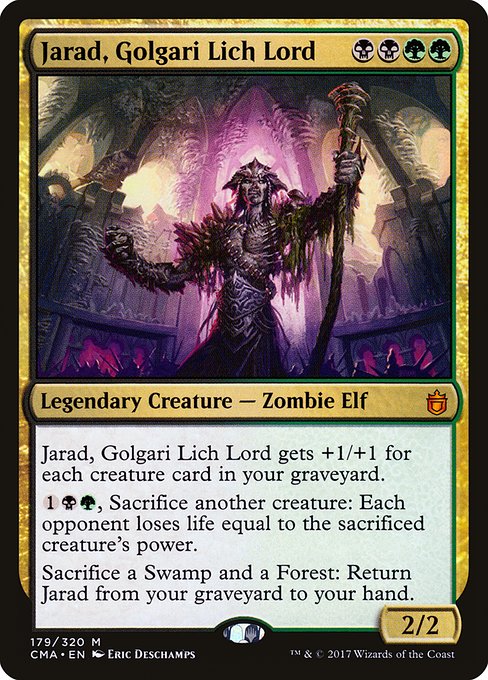 Jarad, Golgari Lich Lord
Legendary Creature — Zombie Elf
Jarad, Golgari Lich Lord gets +1/+1 for
each creature card in your graveyard.
1, Sacrifice another creature: Each
opponent loses life equal to the sacrificed
creature's power.
Sacrifice a Swamp and a Forest: Return
Jarad from your graveyard to your hand.
2/2
179/320 M
CMA • EN Eric Deschamps
™ & © 2017 Wizards of the Coast